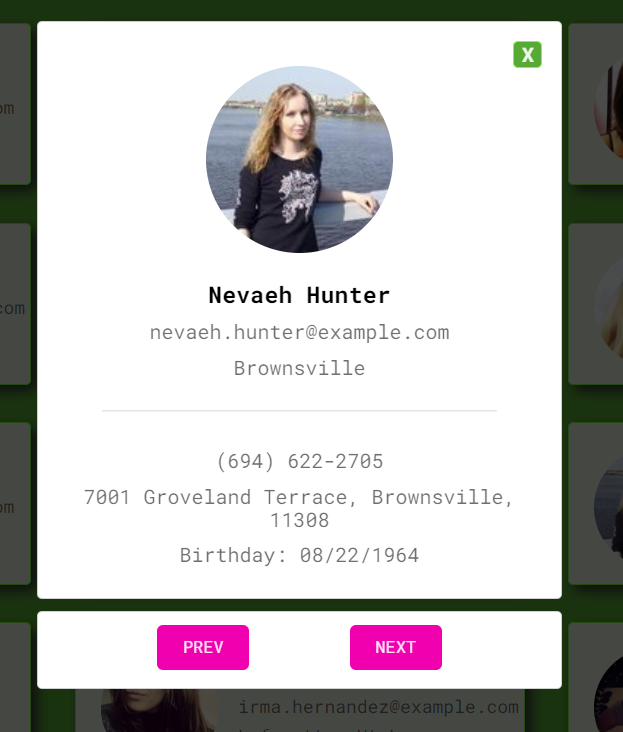 X
om
com
om
Nevaeh Hunter
nevaeh.hunter@example.com
Brownsville
(694) 622-2705
7001 Groveland Terrace, Brownsville,
11308
Birthday: 08/22/1964
PREV NEXT
irma.hernandez@example.com